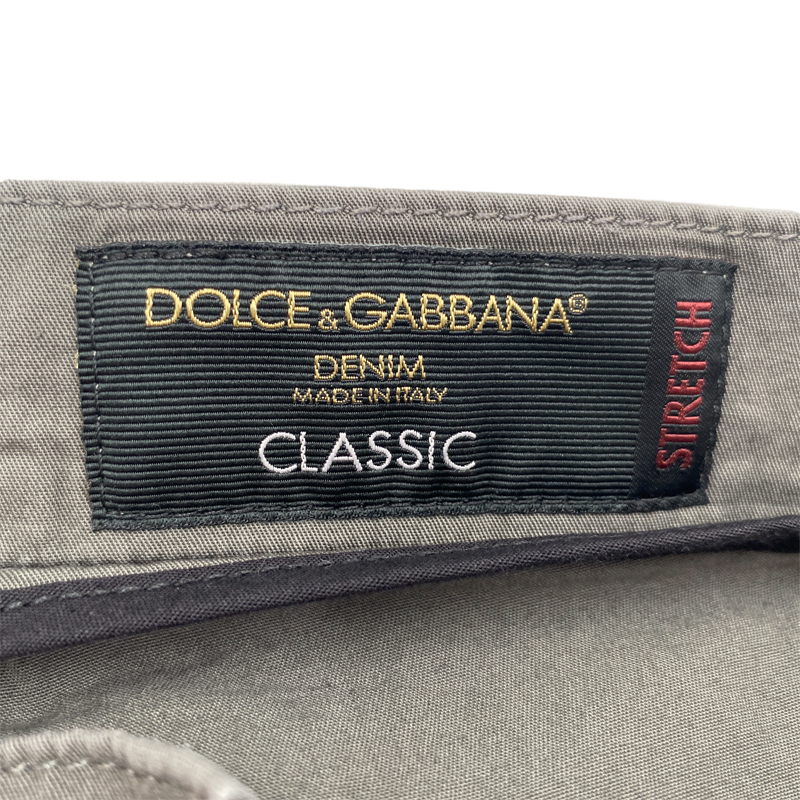 DOLCE & GABBANA®
DENIM
MADE IN ITALY
CLASSIC
STRETCH